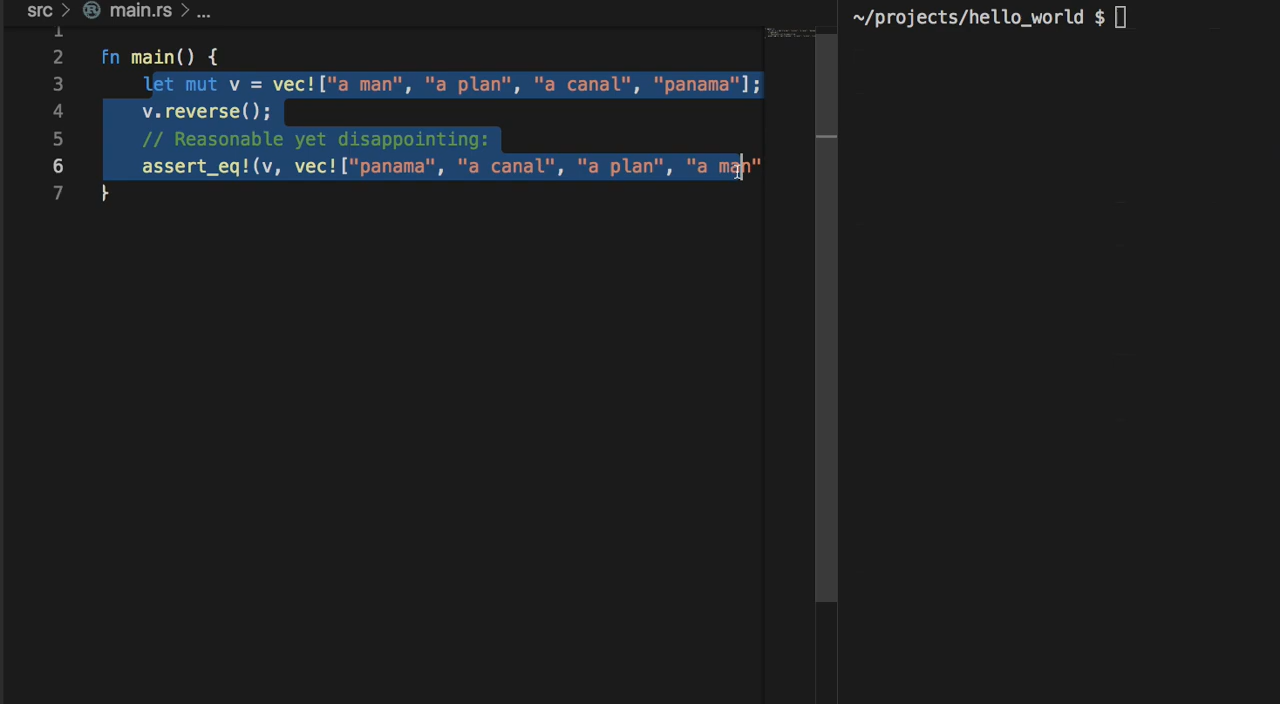 src > main.rs > ...
1
2 fn main() {
3 let mut v = vec!["a man", "a plan", "a canal", "panama"];
4 v.reverse();
5 // Reasonable yet disappointing:
6 assert_eq!(v, vec!["panama", "a canal", "a plan", "a man"
7 }
~/projects/hello_world $